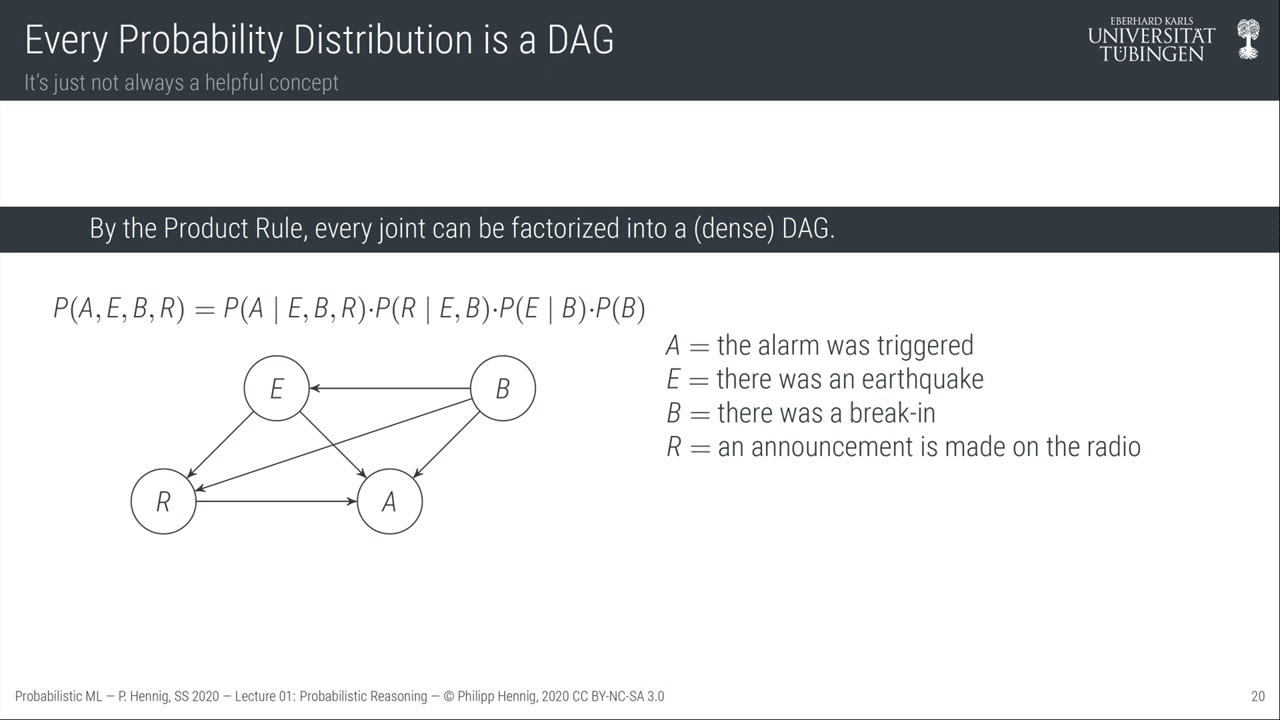 Every Probability Distribution is a DAG
It's just not always a helpful concept
EBERHARD KARLS
UNIVERSITÄT
TÜBINGEN
By the Product Rule, every joint can be factorized into a (dense) DAG.
P(A, E, B, R) = P(A | E, B, R)·P(R | E, B)·P(E | B)·P(B)
A = the alarm was triggered
E = there was an earthquake
B = there was a break-in
R = an announcement is made on the radio
E
B
R
A
Probabilistic ML — P. Hennig, SS 2020 — Lecture 01: Probabilistic Reasoning — © Philipp Hennig, 2020 CC BY-NC-SA 3.0
20